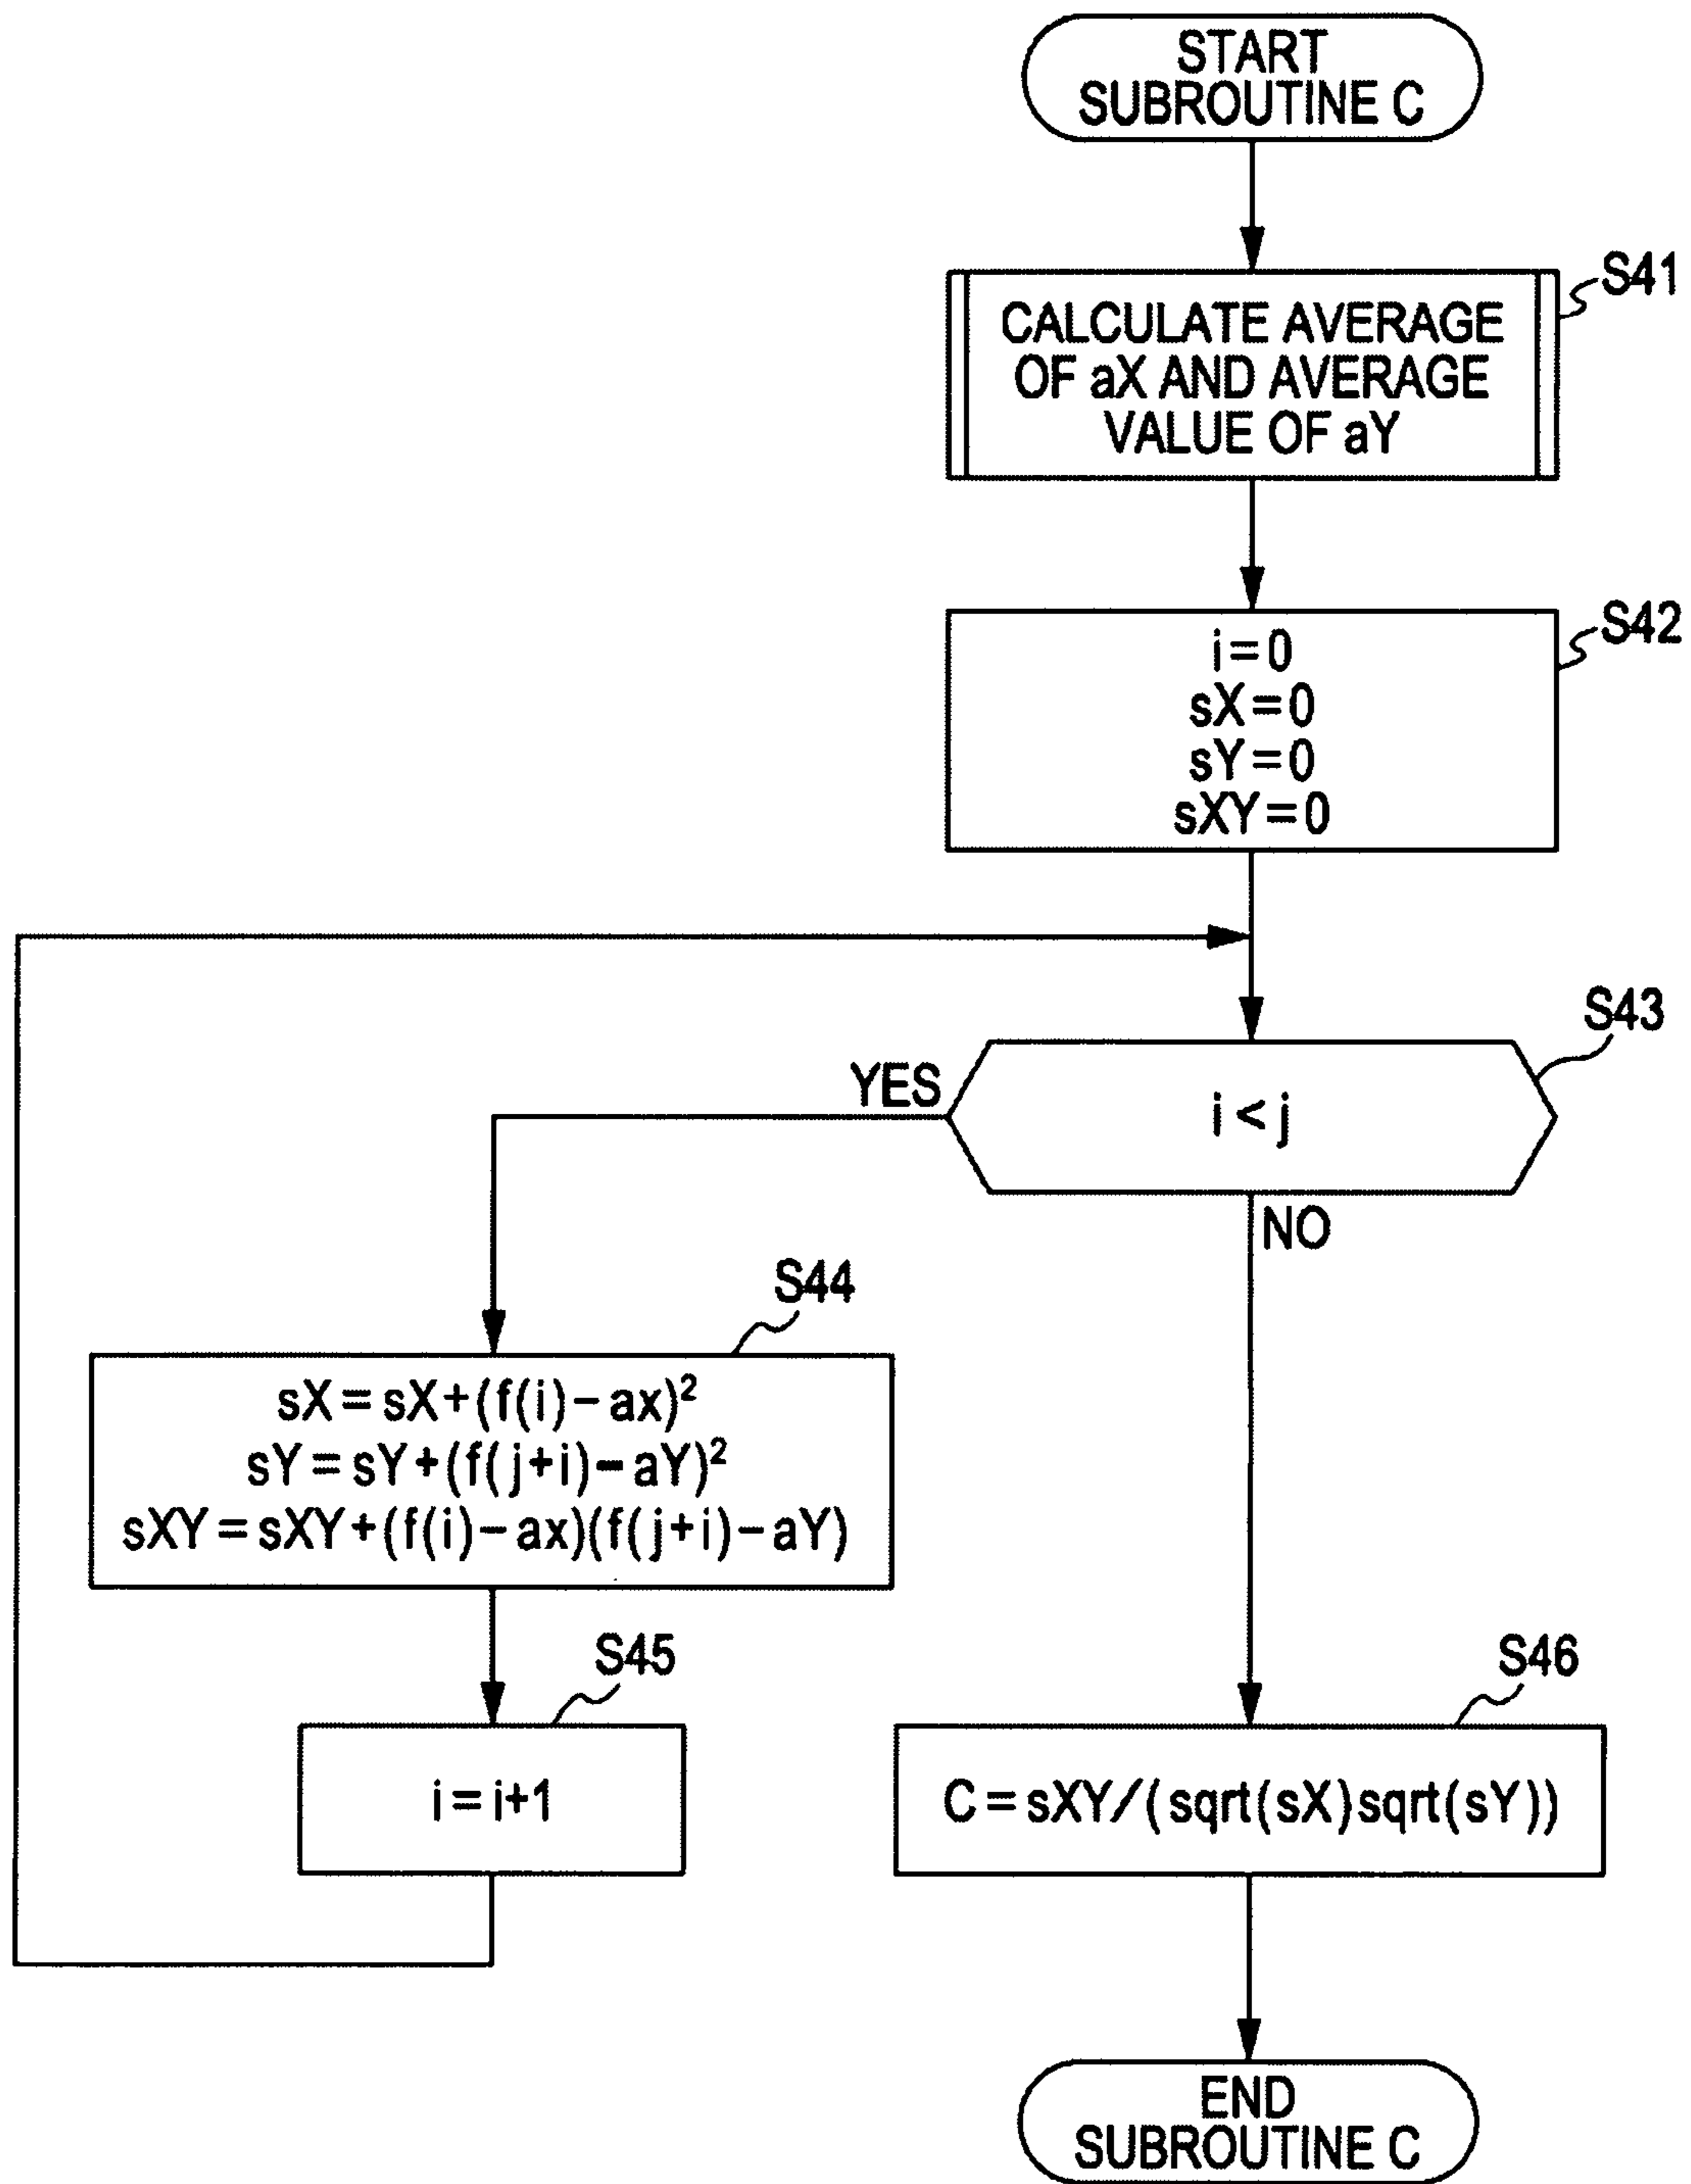 START
SUBROUTINE C
S41
CALCULATE AVERAGE
OF aX AND AVERAGE
VALUE OF aY
S42
i=0
sX=0
sY=0
sXY=0
S43
i<j
YES
NO
S44
sX=sX+(f(i)-ax)²
sY=sY+(f(j+i)-aY)²
sXY=sXY+(f(i)-ax)(f(j+i)-aY)
S45
i=i+1
S46
C=sXY/(sqrt(sX)sqrt(sY))
END
SUBROUTINE C